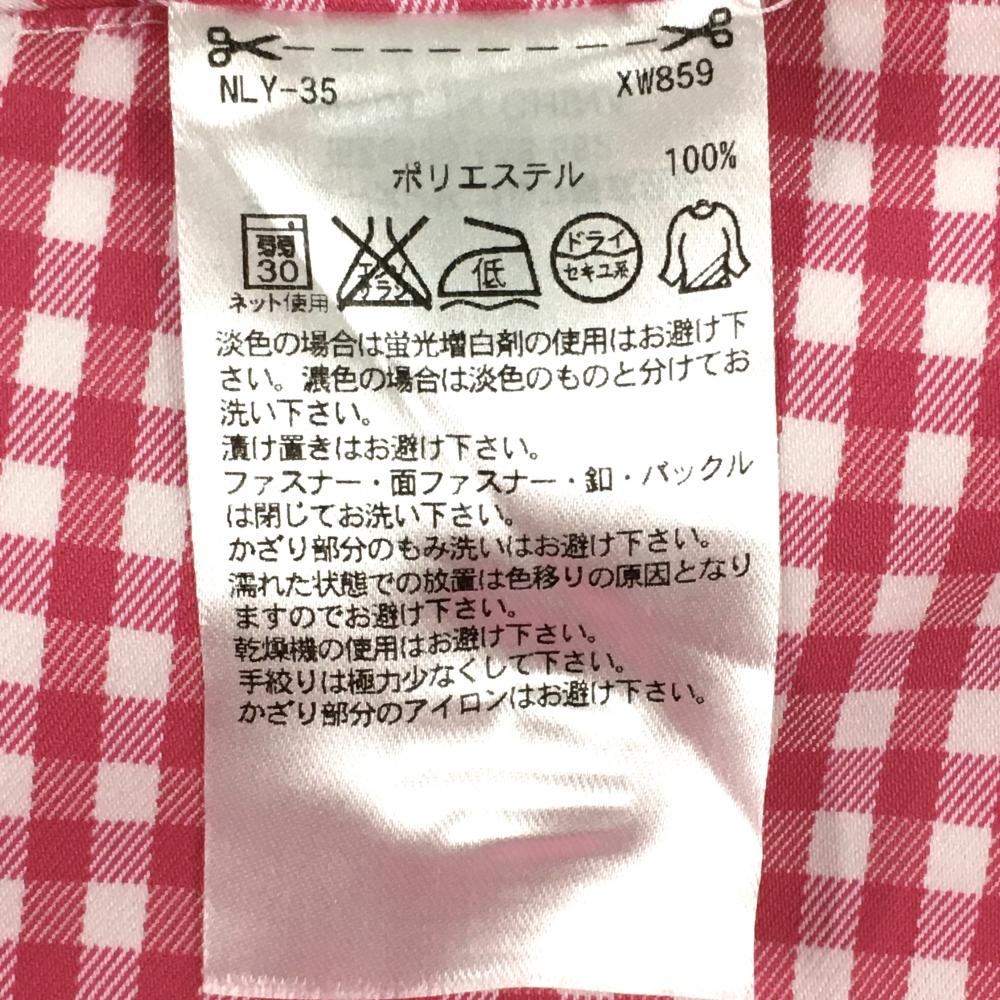 NLY-35 XW859
ポリエステル 100%
弱
30
ネット使用
エンソ
サラシ
低
ドライ
セキユ系
淡色の場合は蛍光増白剤の使用はお避け下
さい。濃色の場合は淡色のものと分けてお
洗い下さい。
漬け置きはお避け下さい。
ファスナー・面ファスナー・釦・バックル
は閉じてお洗い下さい。
かざり部分のもみ洗いはお避け下さい。
濡れた状態での放置は色移りの原因となり
ますのでお避け下さい。
乾燥機の使用はお避け下さい。
手絞りは極力少なくして下さい。
かざり部分のアイロンはお避け下さい。